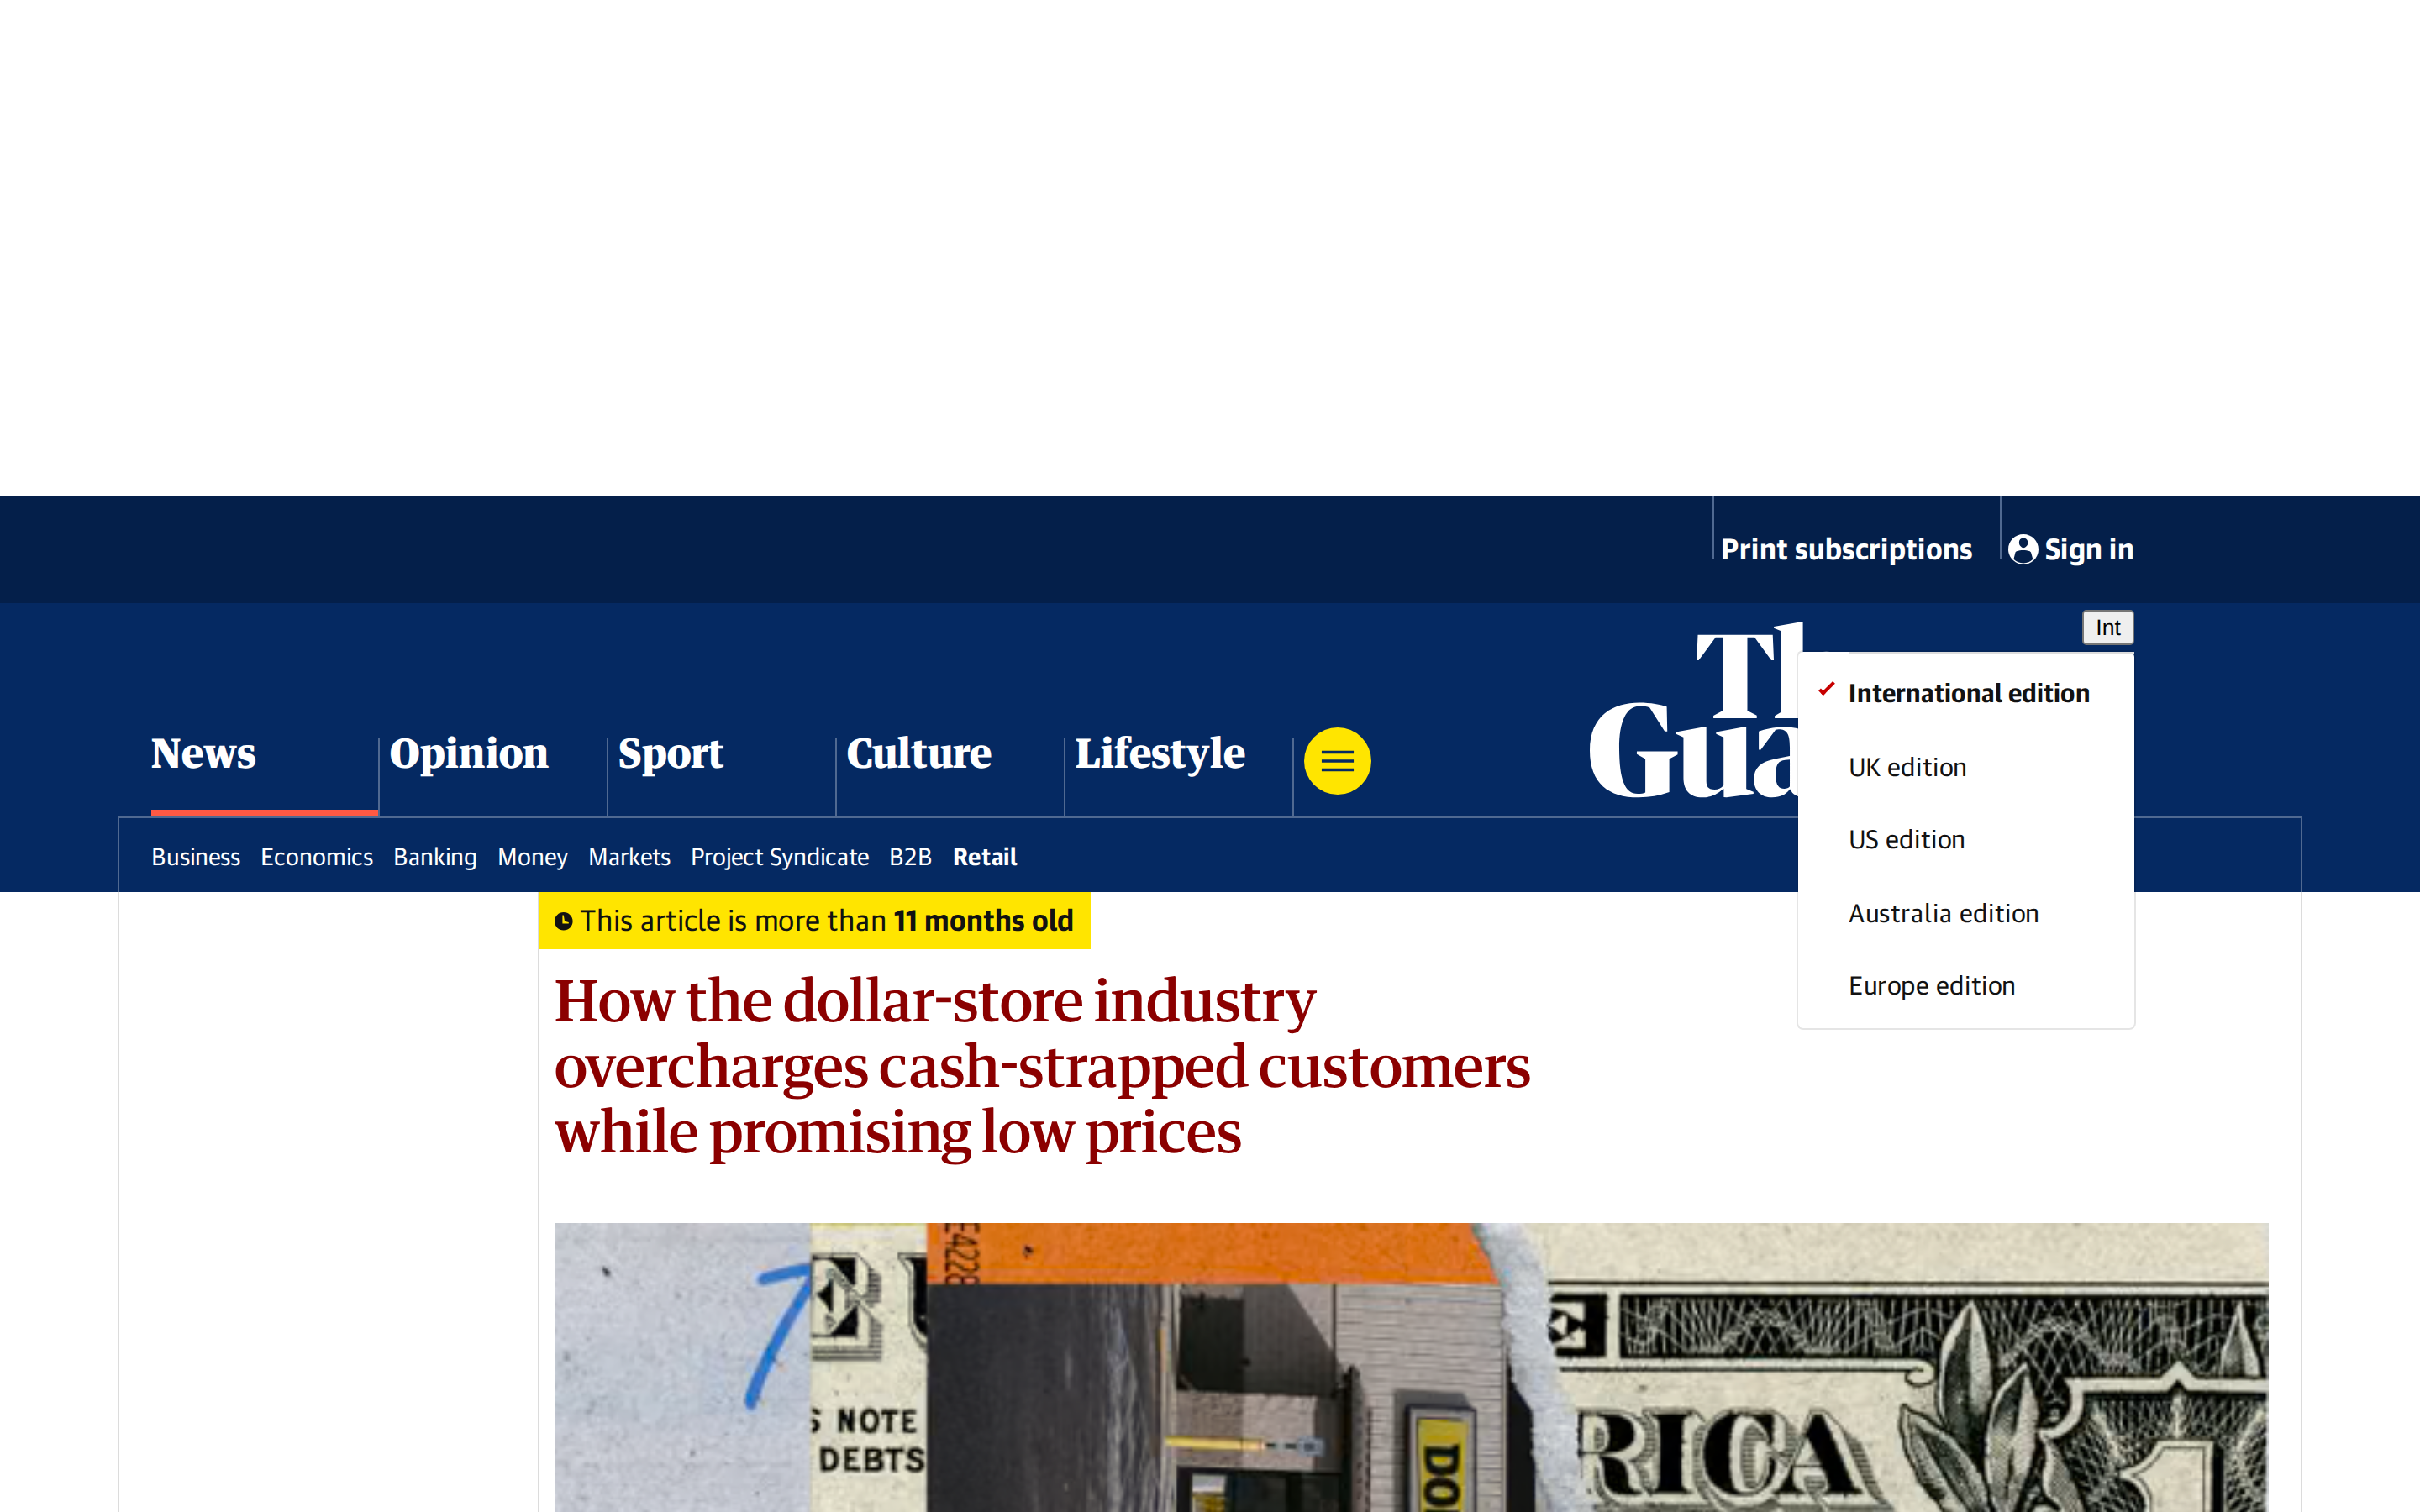 Print subscriptions
Sign in
Int
International edition
UK edition
US edition
Australia edition
Europe edition
News
Opinion
Sport
Culture
Lifestyle
Business
Economics
Banking
Money
Markets
Project Syndicate
B2B
Retail
This article is more than 11 months old
How the dollar-store industry
overcharges cash-strapped customers
while promising low prices
NOTE
DEBTS